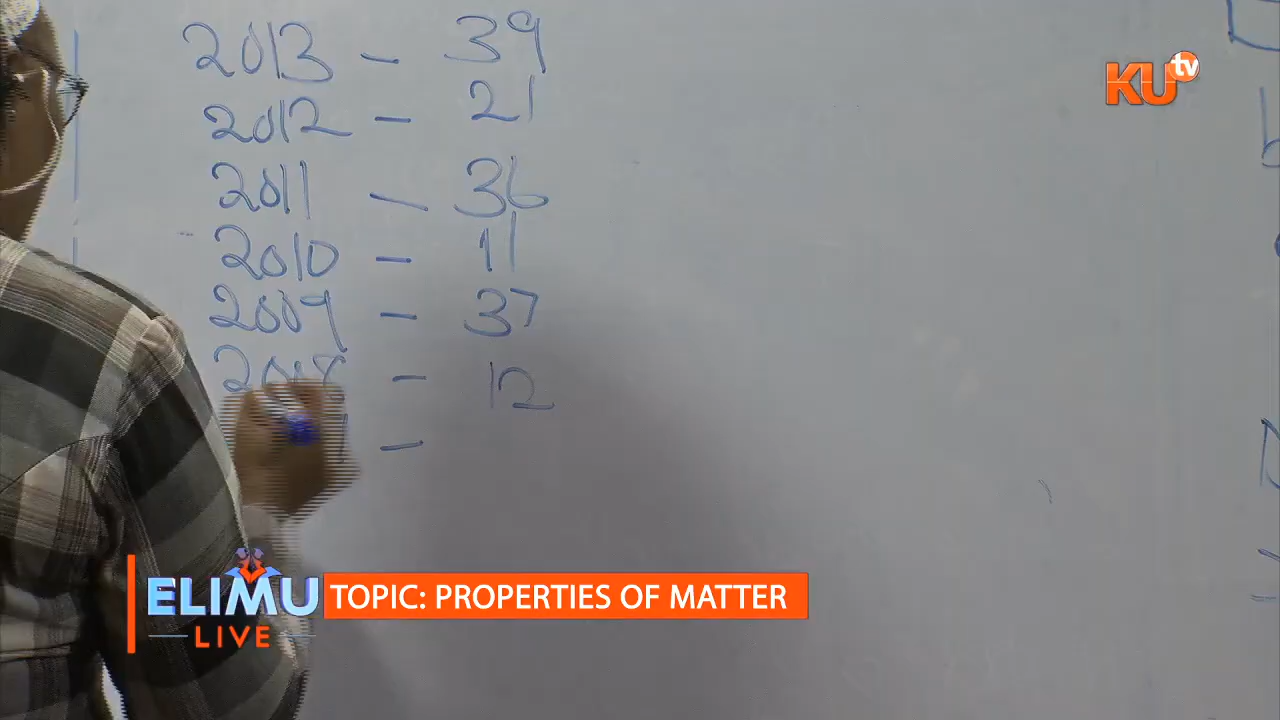 2013 - 39
KU tv
2012 - 21
2011 - 36
2010 - 11
2009 - 37
2008 - 12
-
ELIMU
LIVE
TOPIC: PROPERTIES OF MATTER